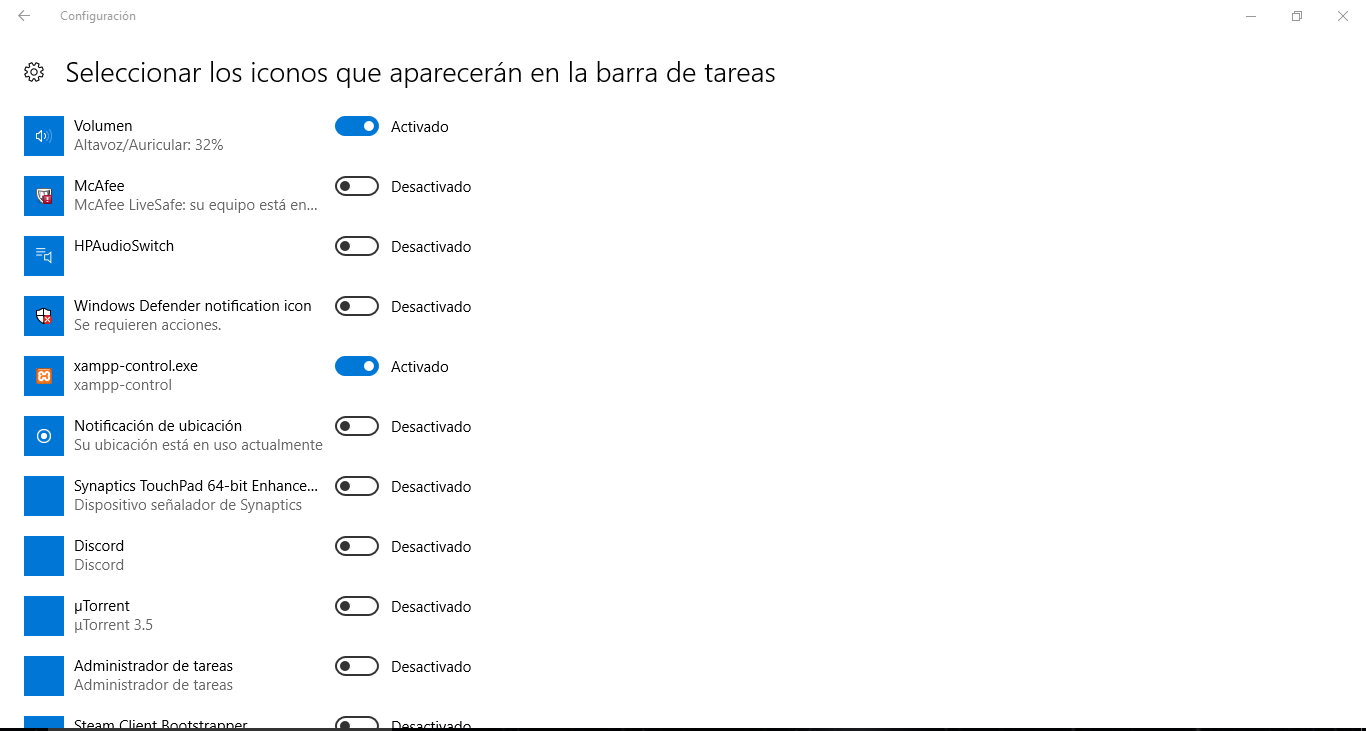 Configuración
Seleccionar los iconos que aparecerán en la barra de tareas
Volumen
Altavoz/Auricular: 32%
Activado
McAfee
McAfee LiveSafe: su equipo está en...
Desactivado
HPAudioSwitch
Desactivado
Windows Defender notification icon
Se requieren acciones.
Desactivado
xampp-control.exe
xampp-control
Activado
Notificación de ubicación
Su ubicación está en uso actualmente
Desactivado
Synaptics TouchPad 64-bit Enhance...
Dispositivo señalador de Synaptics
Desactivado
Discord
Discord
Desactivado
µTorrent
µTorrent 3.5
Desactivado
Administrador de tareas
Administrador de tareas
Desactivado
Steam Client Bootstrapper
Desactivado